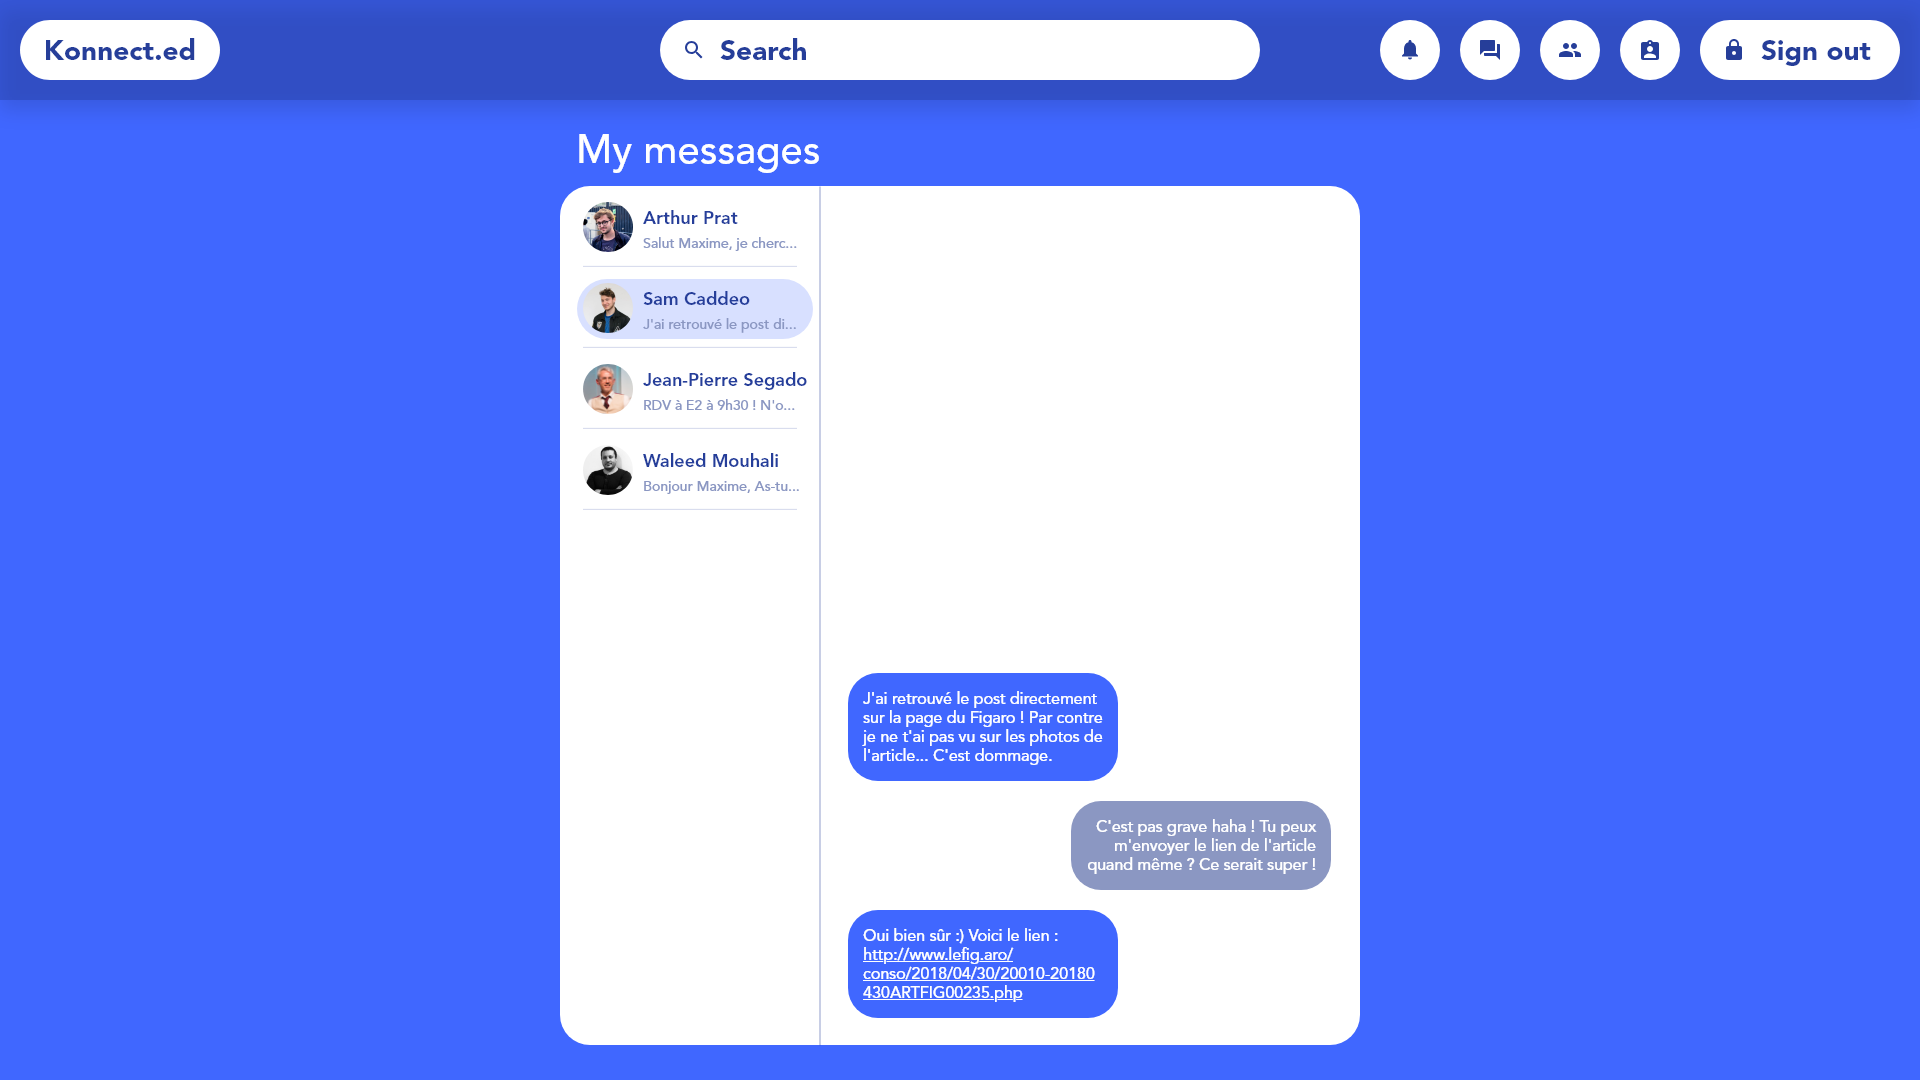 Konnect.ed
Search
Sign out
My messages
Arthur Prat
Salut Maxime, je cherc...
Sam Caddeo
J'ai retrouvé le post di...
Jean-Pierre Segado
RDV à E2 à 9h30 ! N'o...
Waleed Mouhali
Bonjour Maxime, As-tu...
J'ai retrouvé le post directement
sur la page du Figaro ! Par contre
je ne t'ai pas vu sur les photos de
l'article... C'est dommage.
C'est pas grave haha ! Tu peux
m'envoyer le lien de l'article
quand même ? Ce serait super !
Oui bien sûr :) Voici le lien :
http://www.lefig.aro/
conso/2018/04/30/20010-20180
430ARTFIG00235.php